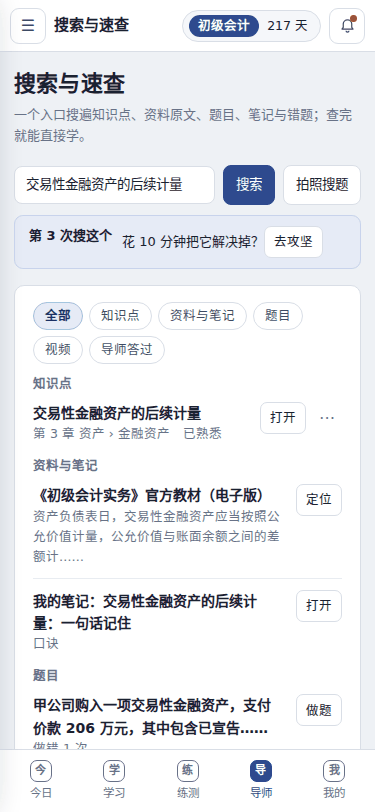 ☰ 搜索与速查 初级会计 217 天
搜索与速查
一个入口搜遍知识点、资料原文、题目、笔记与错题；查完
就能直接学。
交易性金融资产的后续计量 搜索 拍照搜题
第 3 次搜这个 花 10 分钟把它解决掉？ 去攻坚
全部 知识点 资料与笔记 题目
视频 导师答过
知识点
交易性金融资产的后续计量 打开 ···
第 3 章 资产 › 金融资产 已熟悉
资料与笔记
《初级会计实务》官方教材（电子版） 定位
资产负债表日，交易性金融资产应当按照公
允价值计量，公允价值与账面余额之间的差
额计……
我的笔记：交易性金融资产的后续计 打开
量：一句话记住
口诀
题目
甲公司购入一项交易性金融资产，支付 做题
价款 206 万元，其中包含已宣告……
做错 1 次
今 学 练 导 我
今日 学习 练测 导师 我的